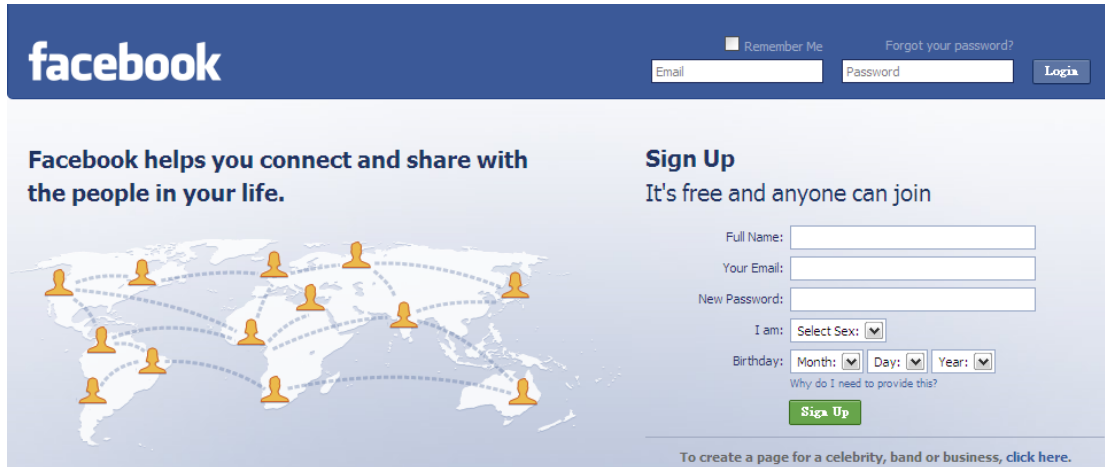 facebook
Remember Me Forgot your password?
Email Password Login
Facebook helps you connect and share with
the people in your life.
Sign Up
It's free and anyone can join
Full Name:
Your Email:
New Password:
I am: Select Sex:
Birthday: Month: Day: Year:
Why do I need to provide this?
Sign Up
To create a page for a celebrity, band or business, click here.